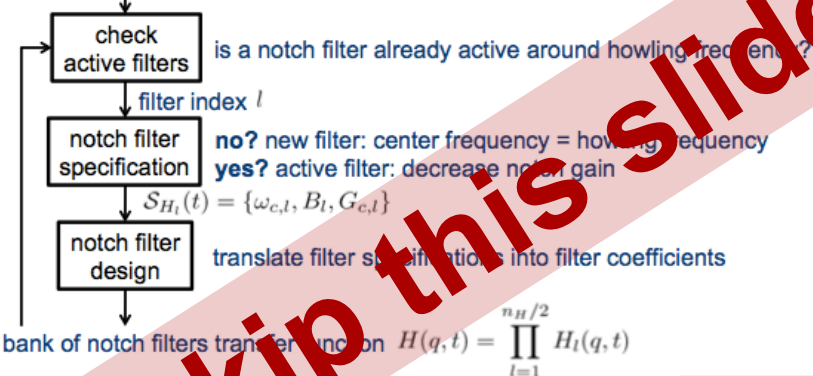 check
active filters
is a notch filter already active around howling frequency?
filter index l
notch filter
specification
no? new filter: center frequency = howling frequency
yes? active filter: decrease notch gain
S_{H_l}(t) = {ω_{c,l}, B_l, G_{c,l}}
notch filter
design
translate filter specifications into filter coefficients
bank of notch filters transfer function H(q, t) = ∏_{l=1}^{n_H/2} H_l(q, t)
kip this slide